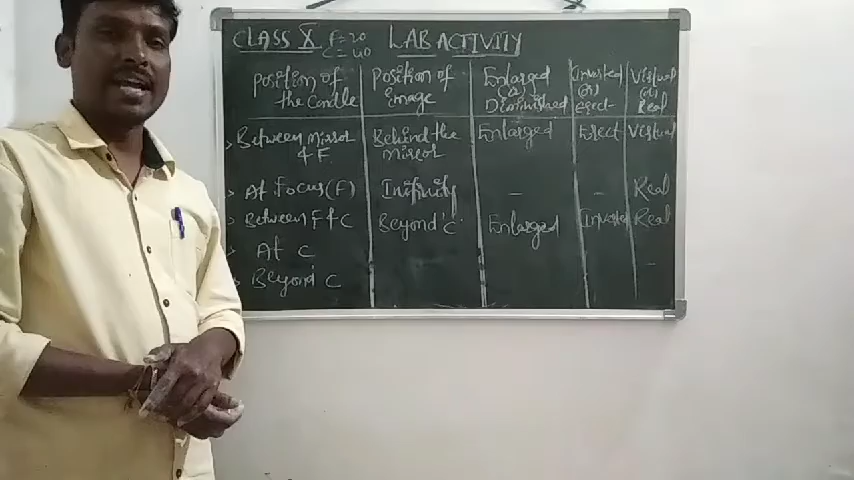 CLASS X F=20 LAB ACTIVITY
C=40
Position of the Candle Position of Image Enlarged (or) Diminished Inverted (or) Erect Virtual (or) Real
Between Mirror & F Behind the Mirror Enlarged Erect Virtual
At Focus (F) Infinity - - Real
Between F & C Beyond 'C' Enlarged Inverted Real
At C
Beyond C